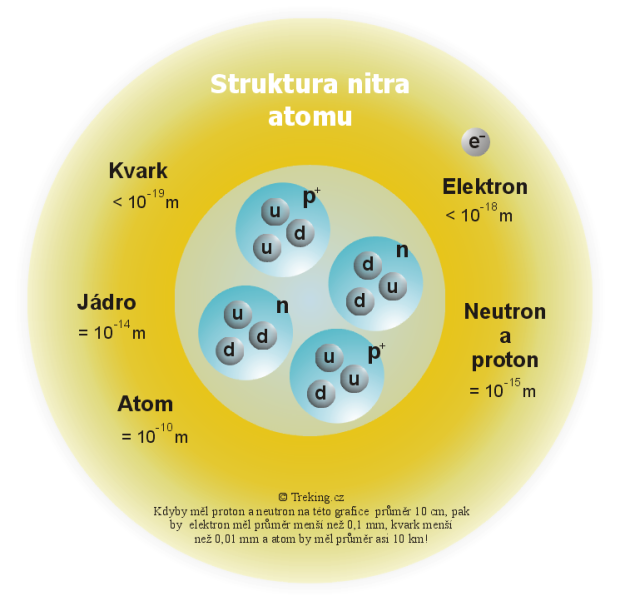 Struktura nitra
atomu
e⁻
Kvark
< 10⁻¹⁹m
Elektron
< 10⁻¹⁸m
p⁺
u
d
u
n
d
u
d
n
u
d
d
p⁺
u
u
d
Jádro
= 10⁻¹⁴m
Neutron
a
proton
= 10⁻¹⁵m
Atom
= 10⁻¹⁰m
© Treking.cz
Kdyby měl proton a neutron na této grafice průměr 10 cm, pak
by elektron měl průměr menší než 0,1 mm, kvark menší
než 0,01 mm a atom by měl průměr asi 10 km!